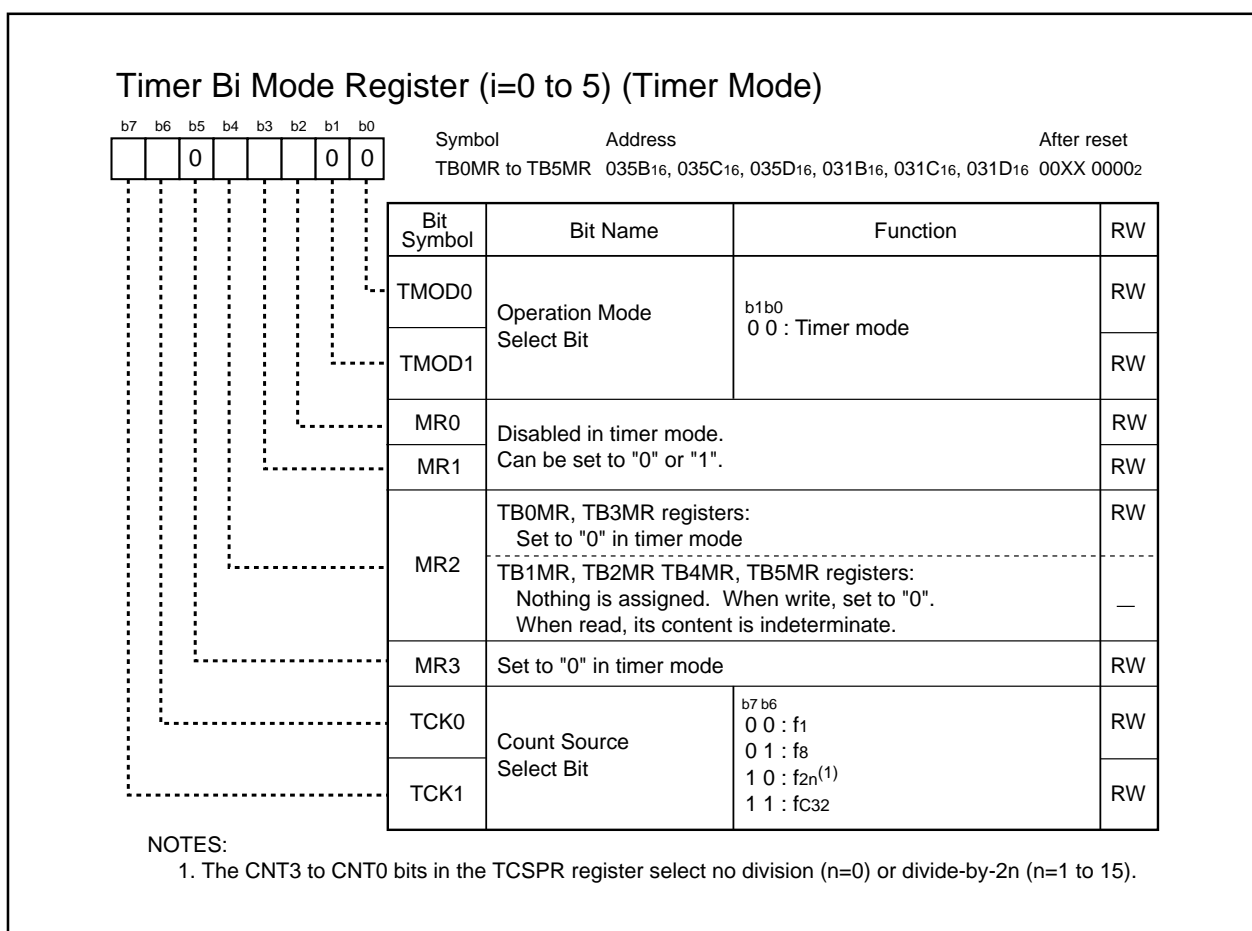 Timer Bi Mode Register (i=0 to 5) (Timer Mode)
b7 b6 b5 b4 b3 b2 b1 b0
0 0 0
Symbol Address After reset
TB0MR to TB5MR 035B16, 035C16, 035D16, 031B16, 031C16, 031D16 00XX 00002
Bit Symbol Bit Name Function RW
TMOD0 RW
Operation Mode
Select Bit
b1b0
0 0 : Timer mode
TMOD1 RW
MR0 RW
Disabled in timer mode.
Can be set to "0" or "1".
MR1 RW
MR2
TB0MR, TB3MR registers: RW
Set to "0" in timer mode
TB1MR, TB2MR TB4MR, TB5MR registers:
Nothing is assigned. When write, set to "0". —
When read, its content is indeterminate.
MR3 Set to "0" in timer mode RW
TCK0 RW
Count Source
Select Bit
b7 b6
0 0 : f1
0 1 : f8
1 0 : f2n(1)
1 1 : fC32
TCK1 RW
NOTES:
1. The CNT3 to CNT0 bits in the TCSPR register select no division (n=0) or divide-by-2n (n=1 to 15).